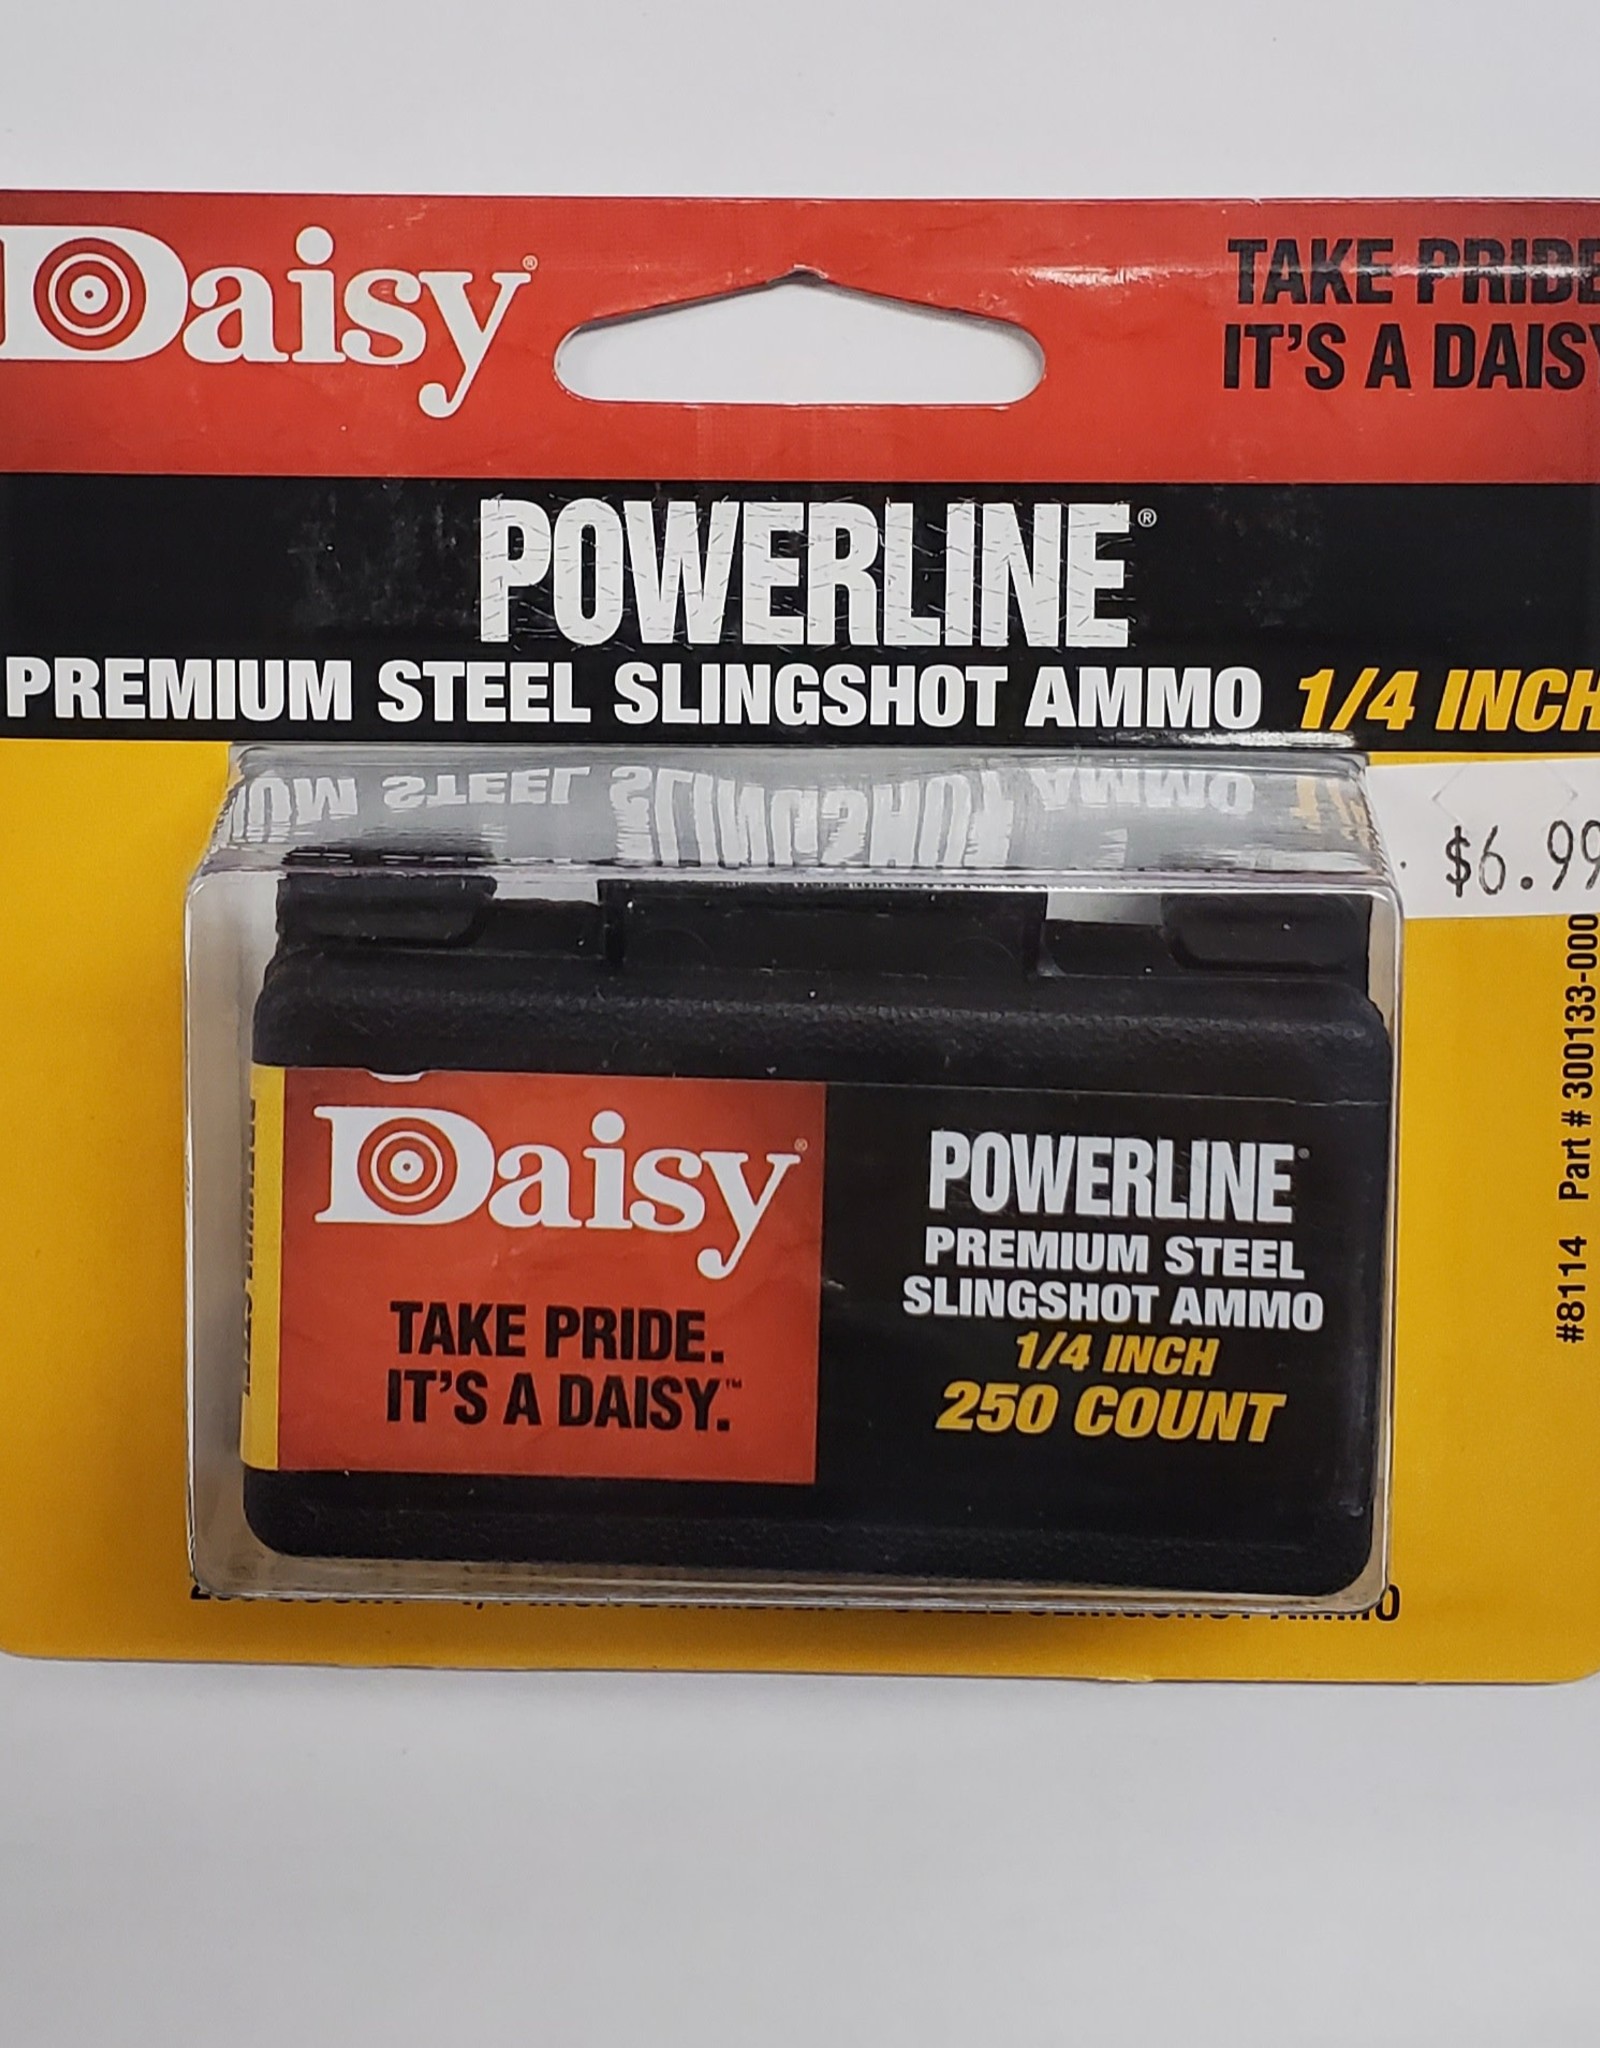 Daisy®
TAKE PRIDE
IT'S A DAISY
POWERLINE®
PREMIUM STEEL SLINGSHOT AMMO 1/4 INCH
$6.99
#8114 Part # 300133-000
Daisy®
TAKE PRIDE.
IT'S A DAISY.™
POWERLINE®
PREMIUM STEEL
SLINGSHOT AMMO
1/4 INCH
250 COUNT